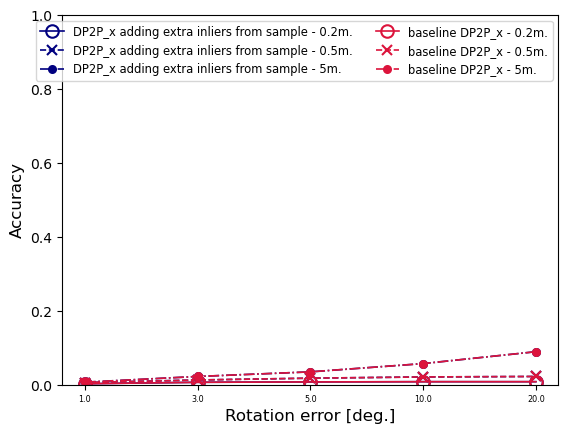 1.0
DP2P_x adding extra inliers from sample - 0.2m.
DP2P_x adding extra inliers from sample - 0.5m.
DP2P_x adding extra inliers from sample - 5m.
baseline DP2P_x - 0.2m.
baseline DP2P_x - 0.5m.
baseline DP2P_x - 5m.
0.8
0.6
0.4
0.2
0.0
Accuracy
1.0 3.0 5.0 10.0 20.0
Rotation error [deg.]